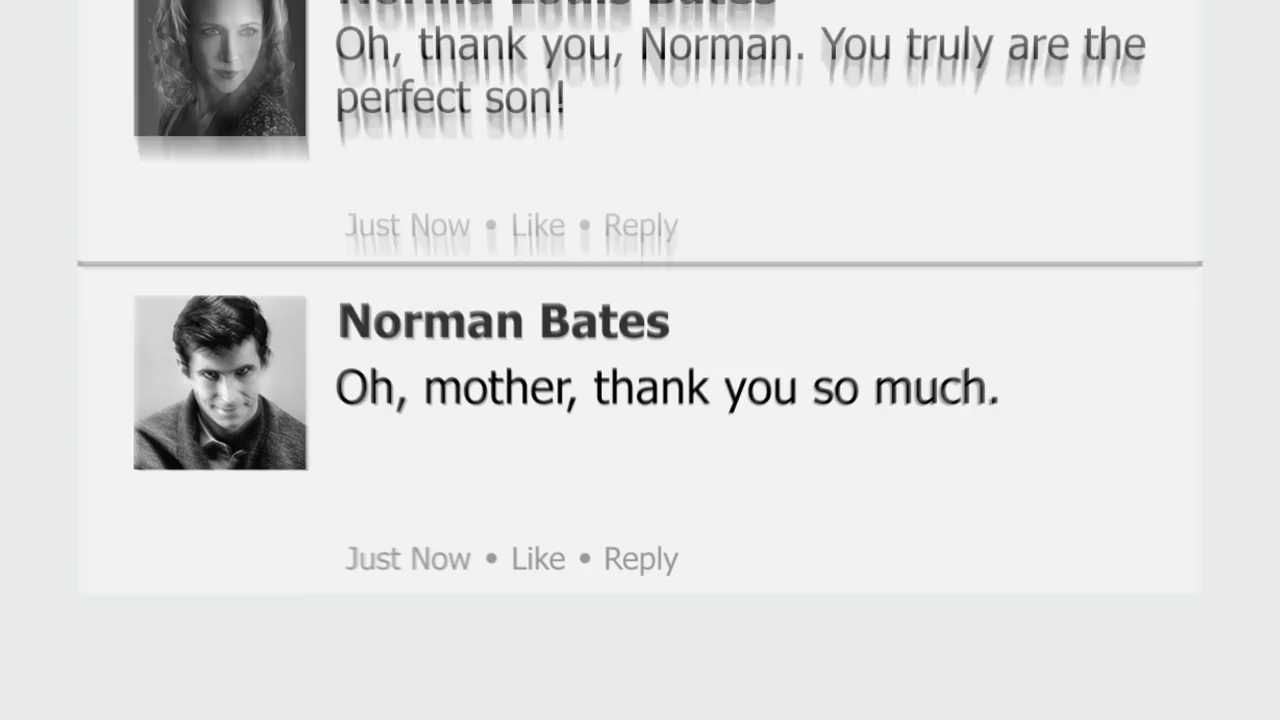 Norma Louis Bates
Oh, thank you, Norman. You truly are the
perfect son!
Just Now • Like • Reply
Norman Bates
Oh, mother, thank you so much.
Just Now • Like • Reply